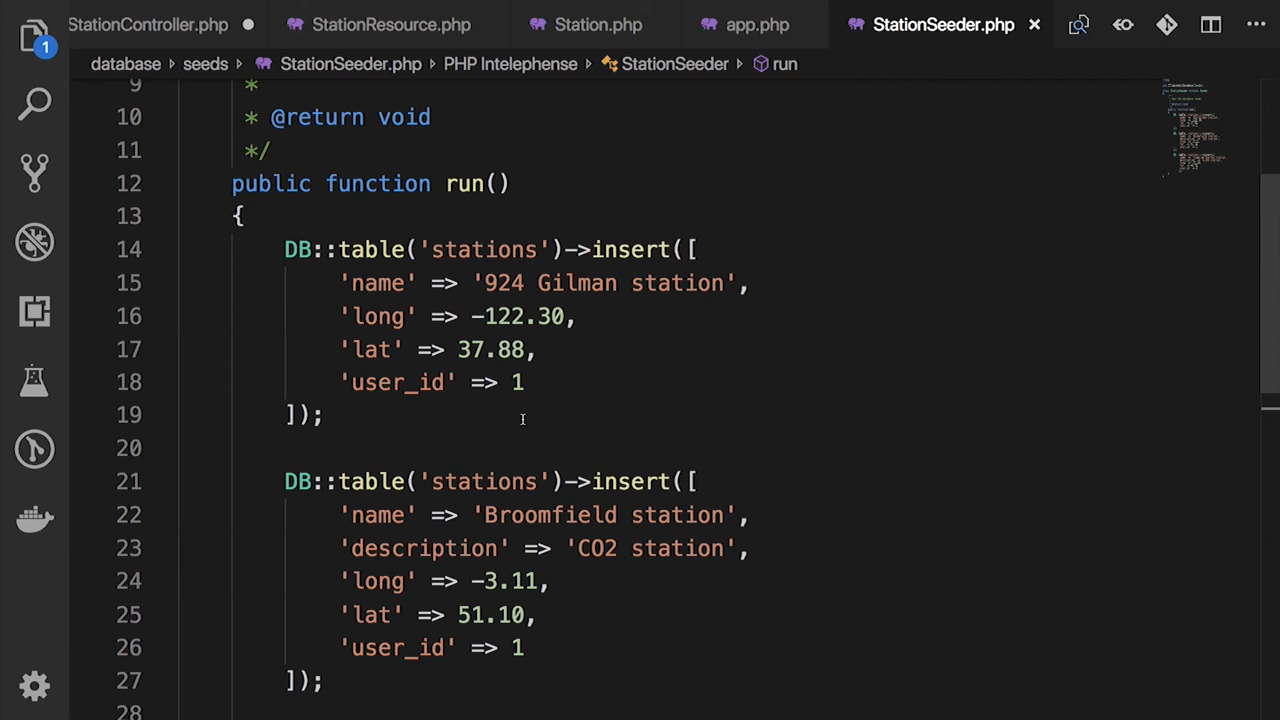 StationController.php StationResource.php Station.php app.php StationSeeder.php
1
database seeds StationSeeder.php PHP Intelephense StationSeeder run
9 *
10 * @return void
11 */
12 public function run()
13 {
14 DB::table('stations')->insert([
15 'name' => '924 Gilman station',
16 'long' => -122.30,
17 'lat' => 37.88,
18 'user_id' => 1
19 ]);
20
21 DB::table('stations')->insert([
22 'name' => 'Broomfield station',
23 'description' => 'CO2 station',
24 'long' => -3.11,
25 'lat' => 51.10,
26 'user_id' => 1
27 ]);
28